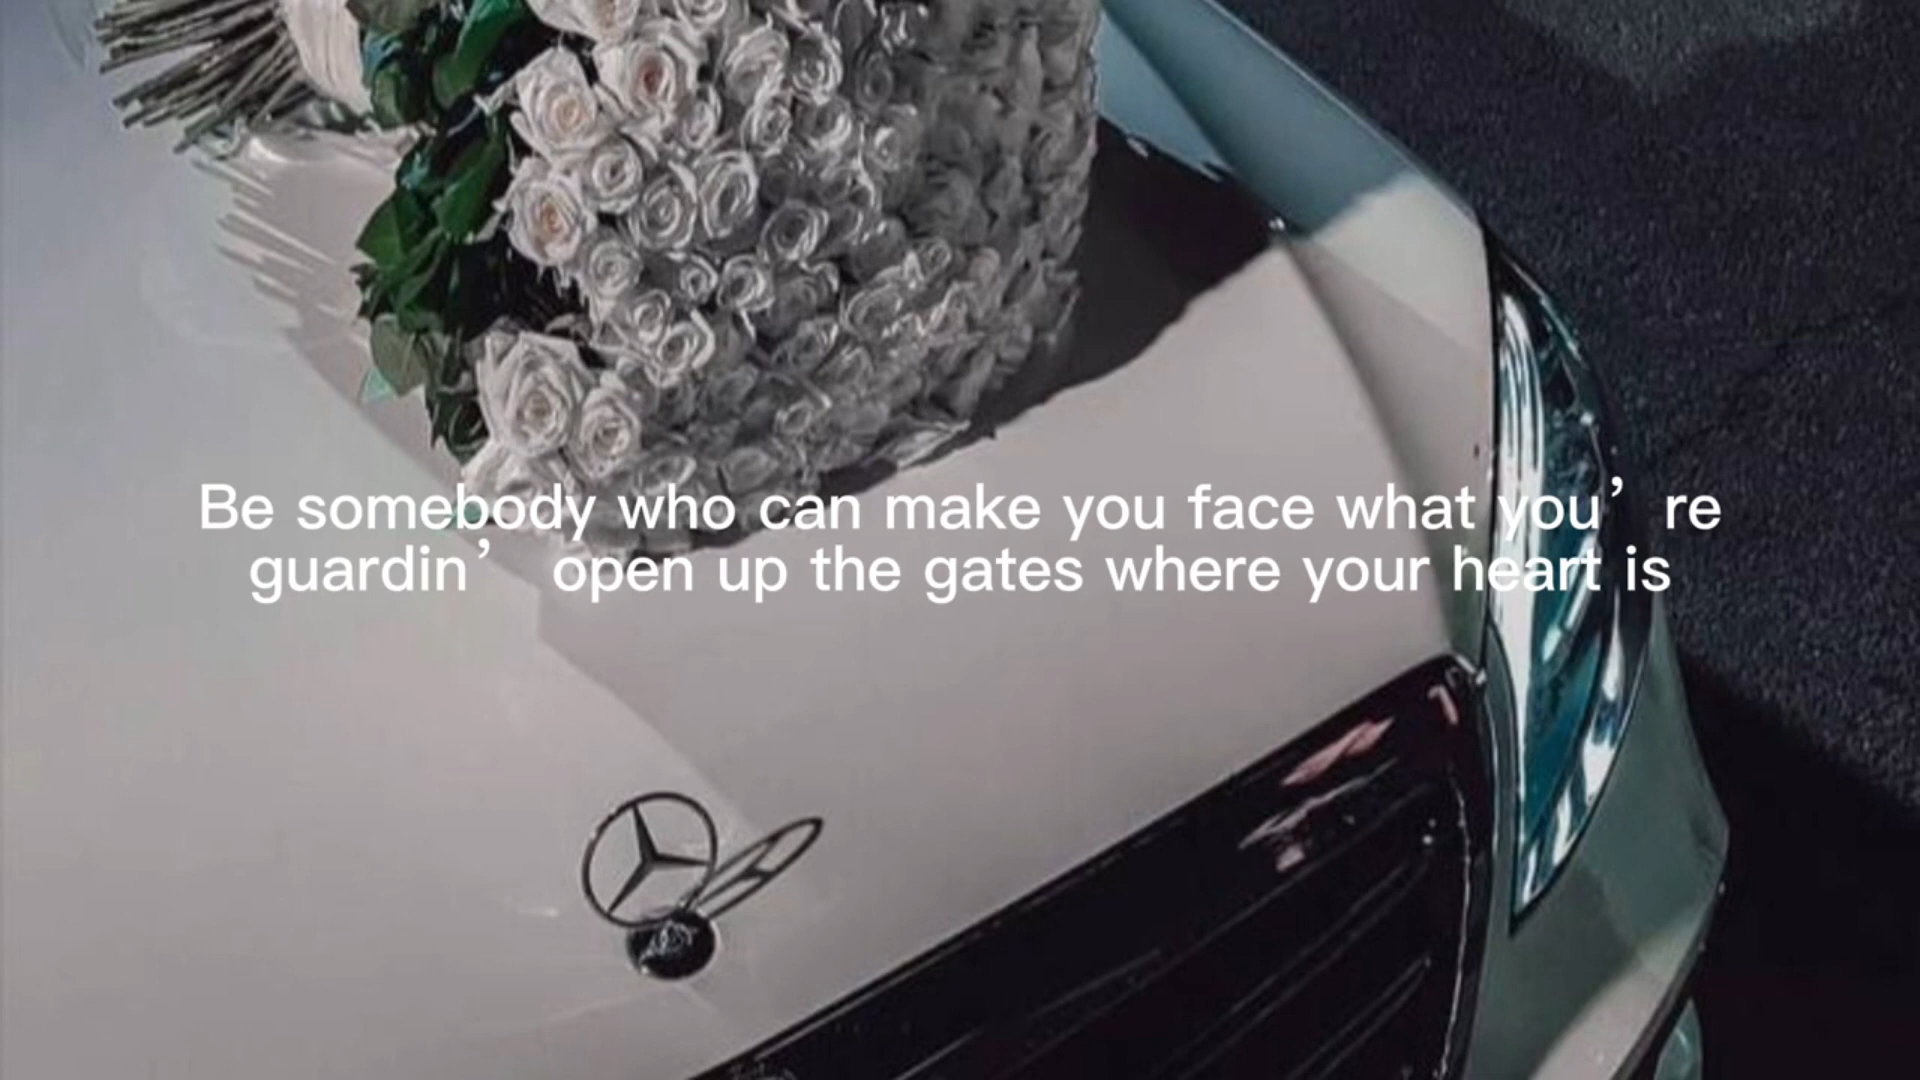 Be somebody who can make you face what you’re
guardin’ open up the gates where your heart is